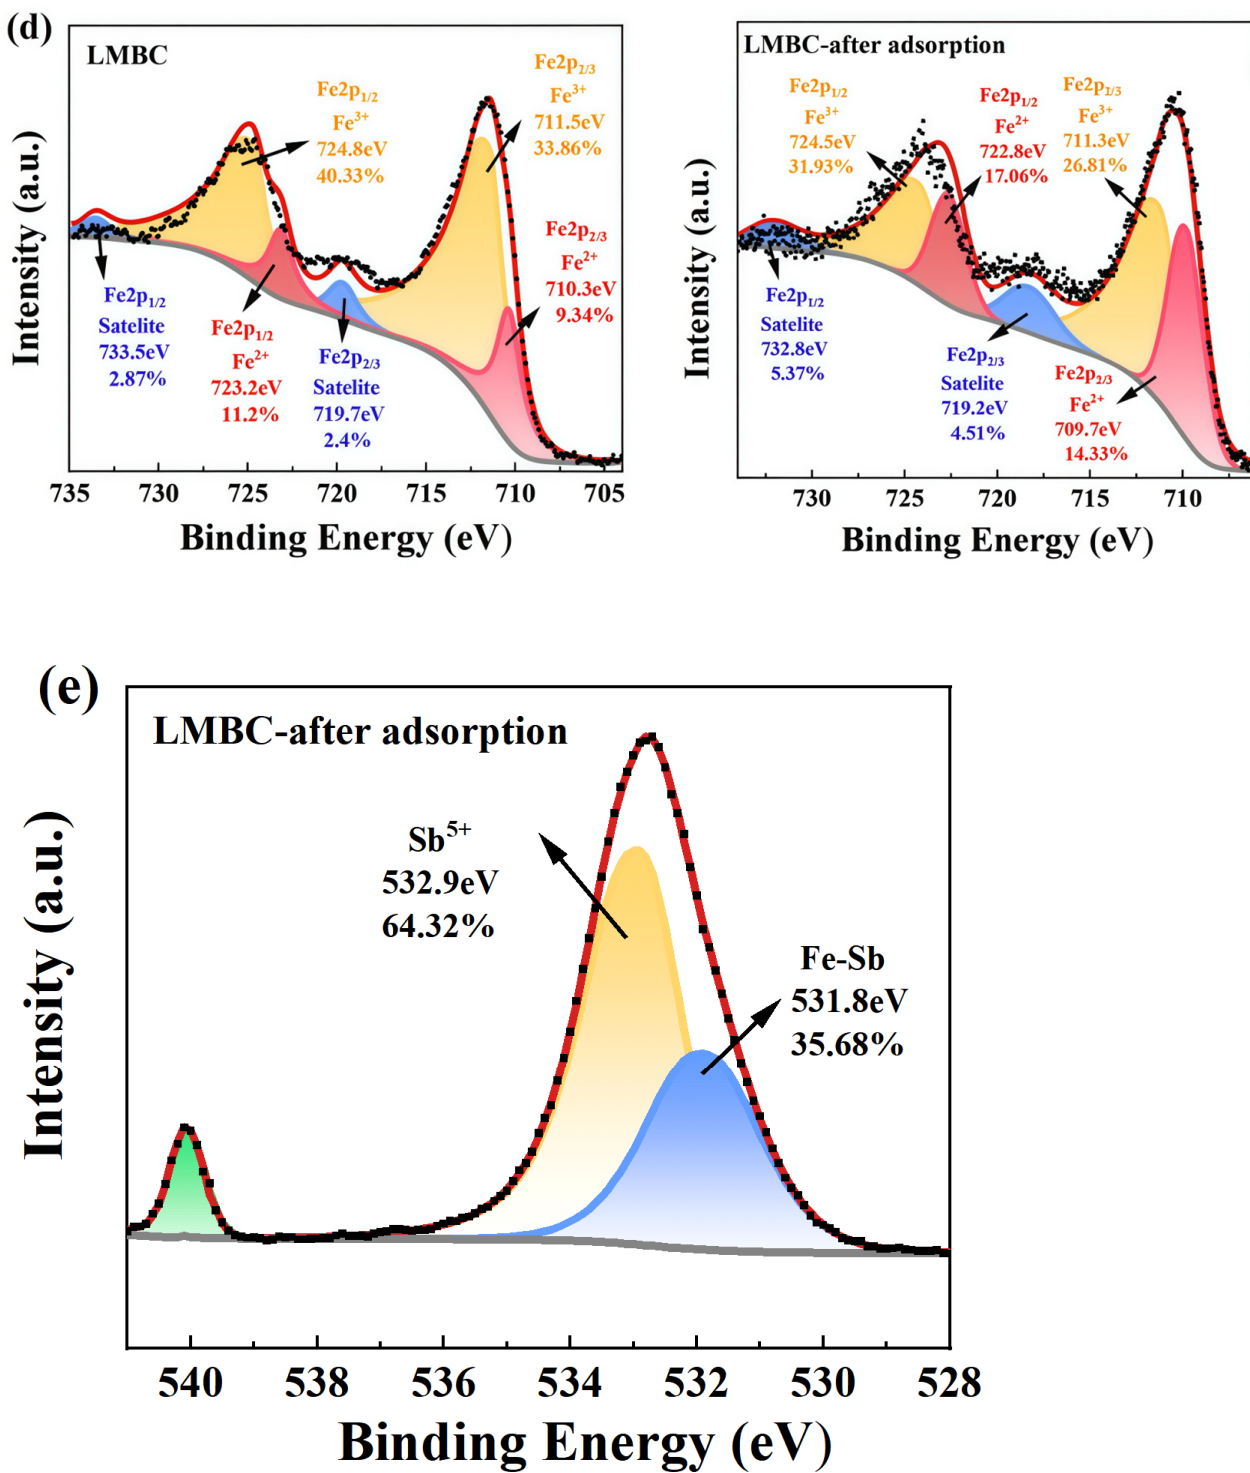 (d)
LMBC
Fe2p1/2
Fe3+
724.8eV
40.33%
Fe2p2/3
Fe3+
711.5eV
33.86%
Fe2p2/3
Fe2+
710.3eV
9.34%
Fe2p1/2
Satelite
733.5eV
2.87%
Fe2p1/2
Fe2+
723.2eV
11.2%
Fe2p2/3
Satelite
719.7eV
2.4%
Intensity (a.u.)
735 730 725 720 715 710 705
Binding Energy (eV)
LMBC-after adsorption
Fe2p1/2
Fe3+
724.5eV
31.93%
Fe2p1/2
Fe2+
722.8eV
17.06%
Fe2p2/3
Fe3+
711.3eV
26.81%
Fe2p1/2
Satelite
732.8eV
5.37%
Fe2p2/3
Satelite
719.2eV
4.51%
Fe2p2/3
Fe2+
709.7eV
14.33%
Intensity (a.u.)
730 725 720 715 710
Binding Energy (eV)
(e)
LMBC-after adsorption
Sb5+
532.9eV
64.32%
Fe-Sb
531.8eV
35.68%
Intensity (a.u.)
540 538 536 534 532 530 528
Binding Energy (eV)